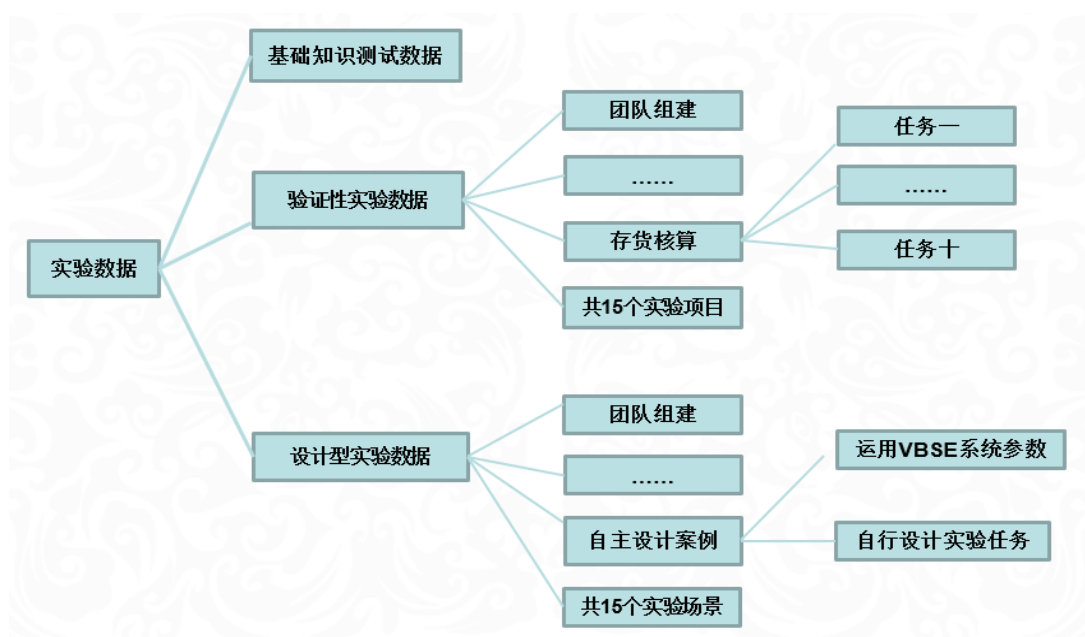 实验数据
基础知识测试数据
验证性实验数据
团队组建
……
存货核算
任务一
……
任务十
共15个实验项目
设计型实验数据
团队组建
……
自主设计案例
运用VBSE系统参数
自行设计实验任务
共15个实验场景